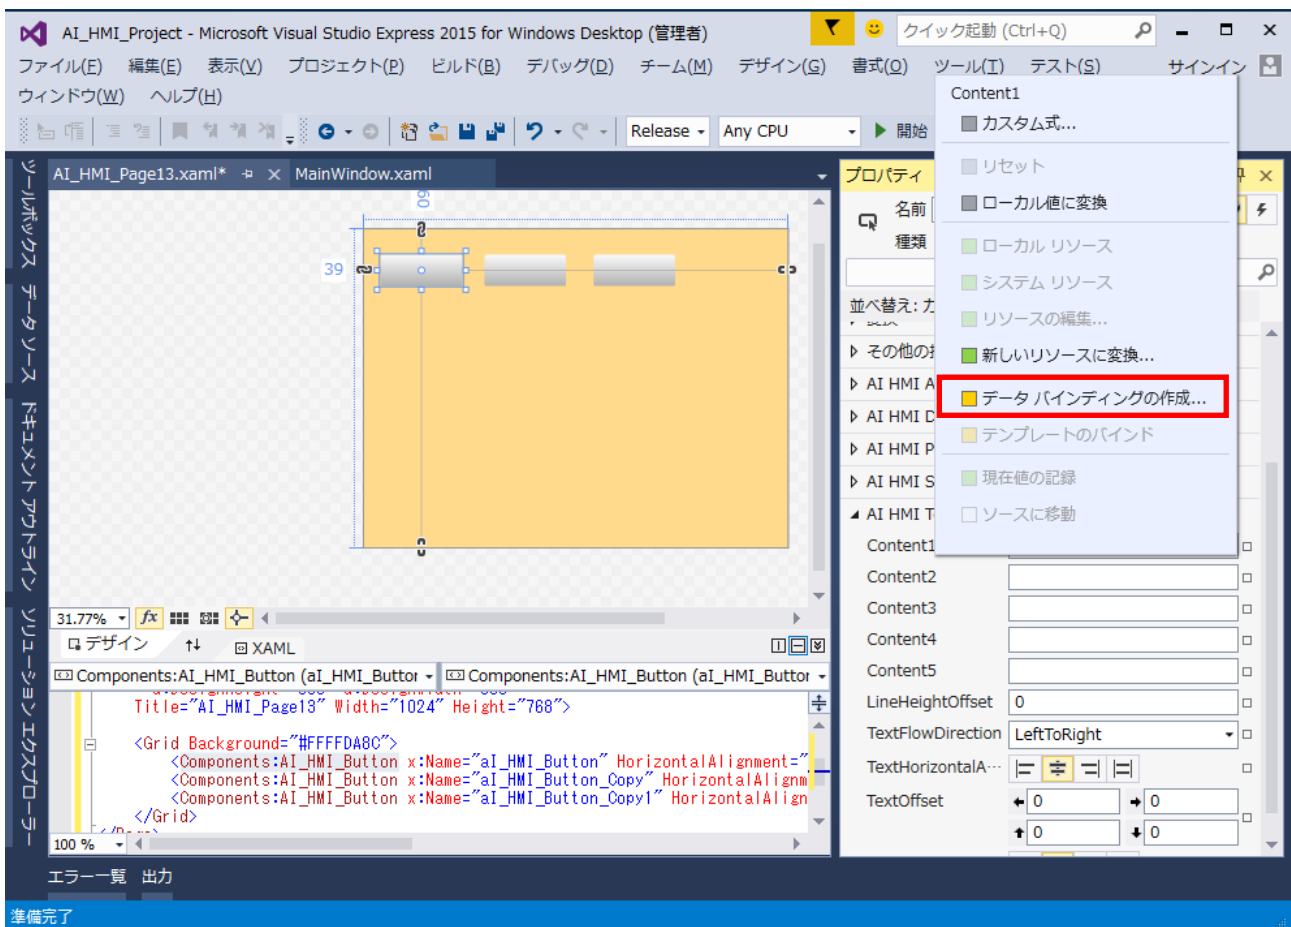 AI_HMI_Project - Microsoft Visual Studio Express 2015 for Windows Desktop (管理者)
クイック起動 (Ctrl+Q)
ファイル(F) 編集(E) 表示(V) プロジェクト(P) ビルド(B) デバッグ(D) チーム(M) デザイン(G) 書式(O) ツール(T) テスト(S) サインイン
ウィンドウ(W) ヘルプ(H)
Release
Any CPU
開始
ツールボックス
データ ソース
ドキュメント アウトライン
ソリューション エクスプローラー
AI_HMI_Page13.xaml*
MainWindow.xaml
60
39
31.77%
fx
デザイン
XAML
Components:AI_HMI_Button (aI_HMI_Buttor
Components:AI_HMI_Button (aI_HMI_Buttor
Title="AI_HMI_Page13" Width="1024" Height="768">
<Grid Background="#FFFFDA8C">
<Components:AI_HMI_Button x:Name="aI_HMI_Button" HorizontalAlignment="
<Components:AI_HMI_Button x:Name="aI_HMI_Button_Copy" HorizontalAlignm
<Components:AI_HMI_Button x:Name="aI_HMI_Button_Copy1" HorizontalAlign
</Grid>
100 %
プロパティ
名前
種類
並べ替え: カ
その他の
AI HMI A
AI HMI D
AI HMI P
AI HMI S
AI HMI T
Content1
Content2
Content3
Content4
Content5
LineHeightOffset 0
TextFlowDirection LeftToRight
TextHorizontalA…
TextOffset 0 0
0 0
Content1
カスタム式...
リセット
ローカル値に変換
ローカル リソース
システム リソース
リソースの編集...
新しいリソースに変換...
データ バインディングの作成...
テンプレートのバインド
現在値の記録
ソースに移動
エラー一覧 出力
準備完了